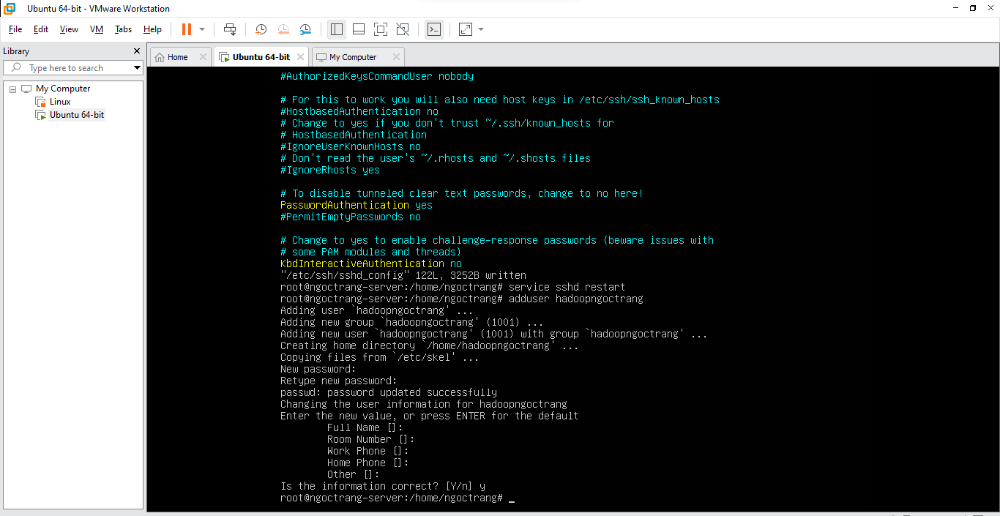 Ubuntu 64-bit - VMware Workstation
File Edit View VM Tabs Help
Library
Type here to search
My Computer
Linux
Ubuntu 64-bit
Home
Ubuntu 64-bit
My Computer
#AuthorizedKeysCommandUser nobody
# For this to work you will also need host keys in /etc/ssh/ssh_known_hosts
#HostbasedAuthentication no
# Change to yes if you don't trust ~/.ssh/known_hosts for
# HostbasedAuthentication
#IgnoreUserKnownHosts no
# Don't read the user's ~/.rhosts and ~/.shosts files
#IgnoreRhosts yes
# To disable tunneled clear text passwords, change to no here!
PasswordAuthentication yes
#PermitEmptyPasswords no
# Change to yes to enable challenge-response passwords (beware issues with
# some PAM modules and threads)
KbdInteractiveAuthentication no
"/etc/ssh/sshd_config" 122L, 3252B written
root@ngoctrang-server:/home/ngoctrang# service sshd restart
root@ngoctrang-server:/home/ngoctrang# adduser hadoopngoctrang
Adding user `hadoopngoctrang' ...
Adding new group `hadoopngoctrang' (1001) ...
Adding new user `hadoopngoctrang' (1001) with group `hadoopngoctrang' ...
Creating home directory `/home/hadoopngoctrang' ...
Copying files from `/etc/skel' ...
New password:
Retype new password:
passwd: password updated successfully
Changing the user information for hadoopngoctrang
Enter the new value, or press ENTER for the default
Full Name []:
Room Number []:
Work Phone []:
Home Phone []:
Other []:
Is the information correct? [Y/n] y
root@ngoctrang-server:/home/ngoctrang# _